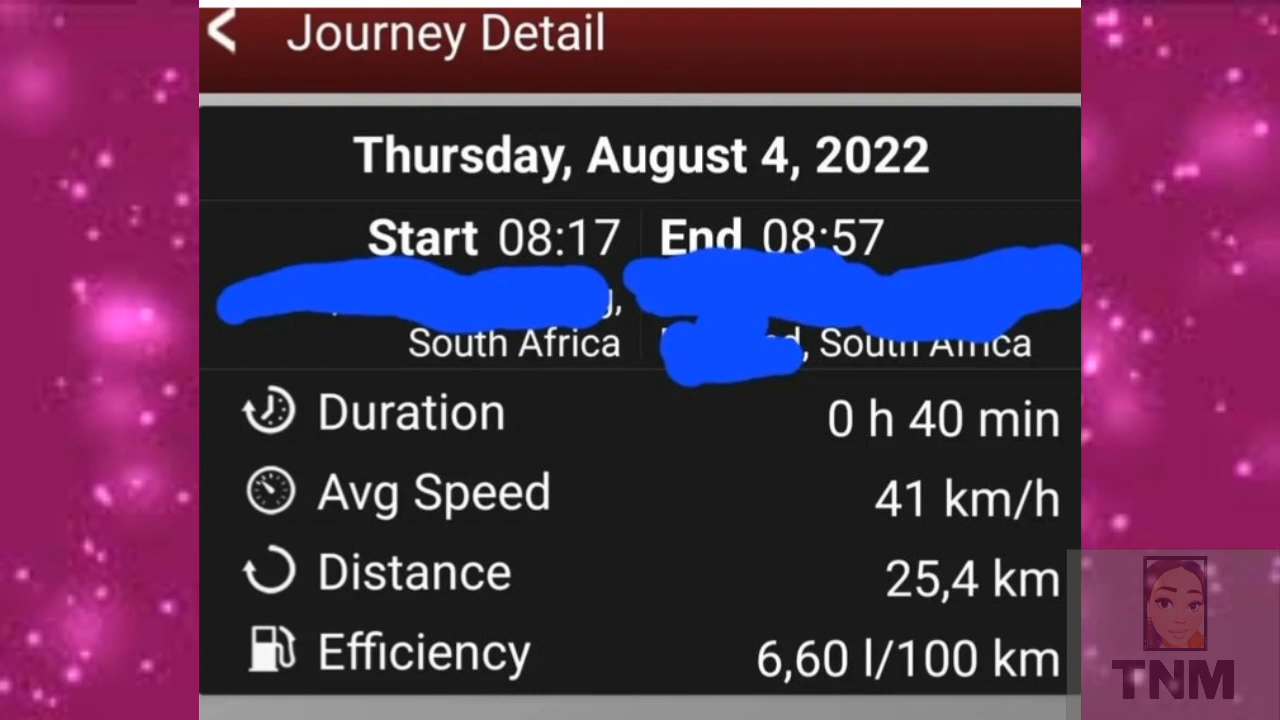 Journey Detail
Thursday, August 4, 2022
Start 08:17
End 08:57
South Africa
South Africa
Duration
0 h 40 min
Avg Speed
41 km/h
Distance
25,4 km
Efficiency
6,60 l/100 km
TNM